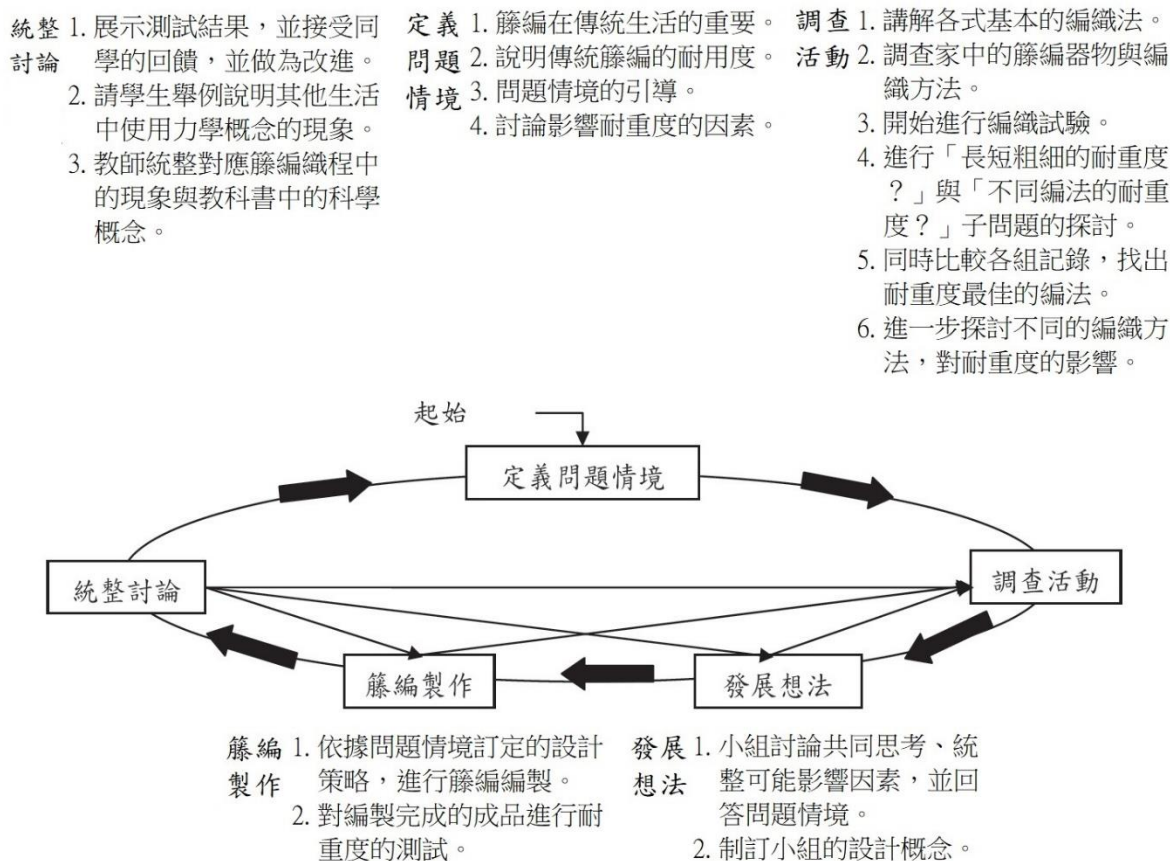 統整 1. 展示測試結果，並接受同
討論 學的回饋，並做為改進。
2. 請學生舉例說明其他生活
中使用力學概念的現象。
3. 教師統整對應籐編織程中
的現象與教科書中的科學
概念。
定義 1. 籐編在傳統生活的重要。
問題 2. 說明傳統籐編的耐用度。
情境 3. 問題情境的引導。
4. 討論影響耐重度的因素。
調查 1. 講解各式基本的編織法。
活動 2. 調查家中的籐編器物與編
織方法。
3. 開始進行編織試驗。
4. 進行「長短粗細的耐重度
？」與「不同編法的耐重
度？」子問題的探討。
5. 同時比較各組記錄，找出
耐重度最佳的編法。
6. 進一步探討不同的編織方
法，對耐重度的影響。
起始
定義問題情境
統整討論
調查活動
籐編製作
發展想法
籐編 1. 依據問題情境訂定的設計
製作 策略，進行籐編編製。
2. 對編製完成的成品進行耐
重度的測試。
發展 1. 小組討論共同思考、統
想法 整可能影響因素，並回
答問題情境。
2. 制訂小組的設計概念。